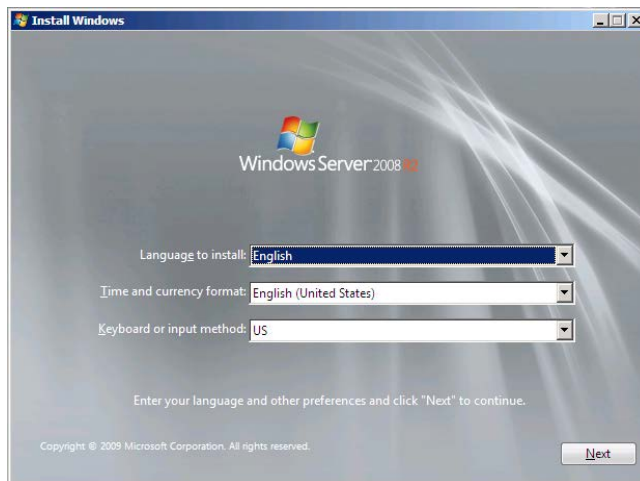 Install Windows
Windows Server 2008 R2
Language to install: English
Time and currency format: English (United States)
Keyboard or input method: US
Enter your language and other preferences and click "Next" to continue.
Copyright © 2009 Microsoft Corporation. All rights reserved.
Next